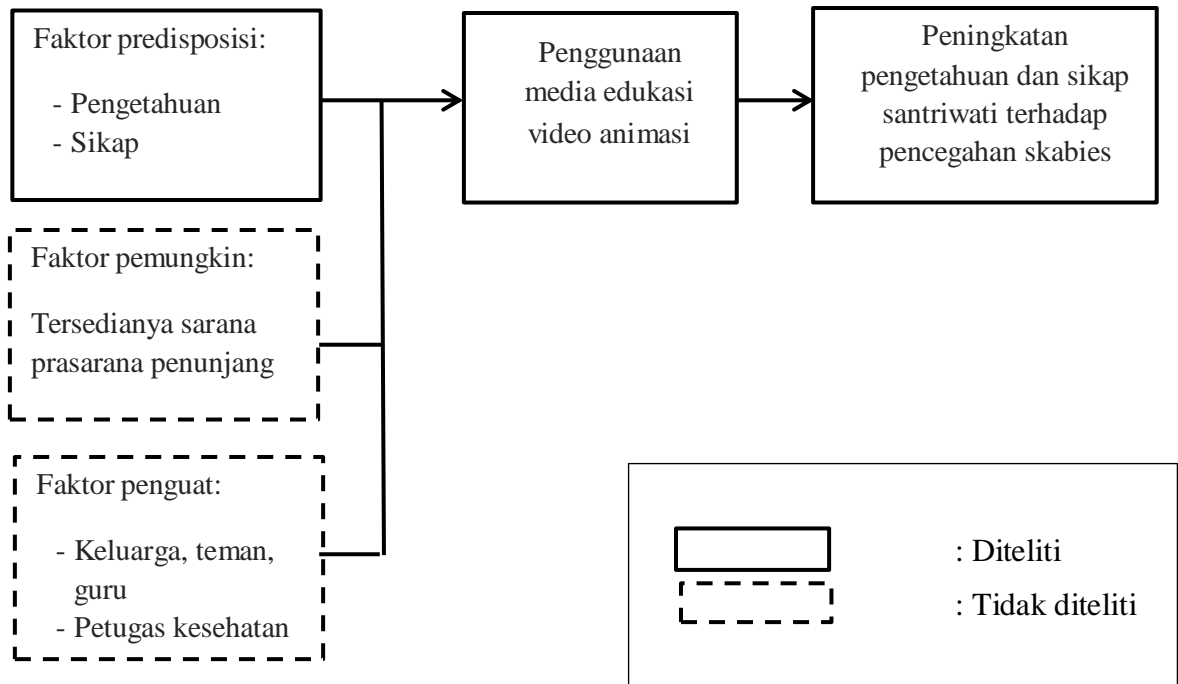 Faktor predisposisi:
- Pengetahuan
- Sikap
Penggunaan
media edukasi
video animasi
Peningkatan
pengetahuan dan sikap
santriwati terhadap
pencegahan skabies
Faktor pemungkin:
Tersedianya sarana
prasarana penunjang
Faktor penguat:
- Keluarga, teman,
guru
- Petugas kesehatan
: Diteliti
: Tidak diteliti